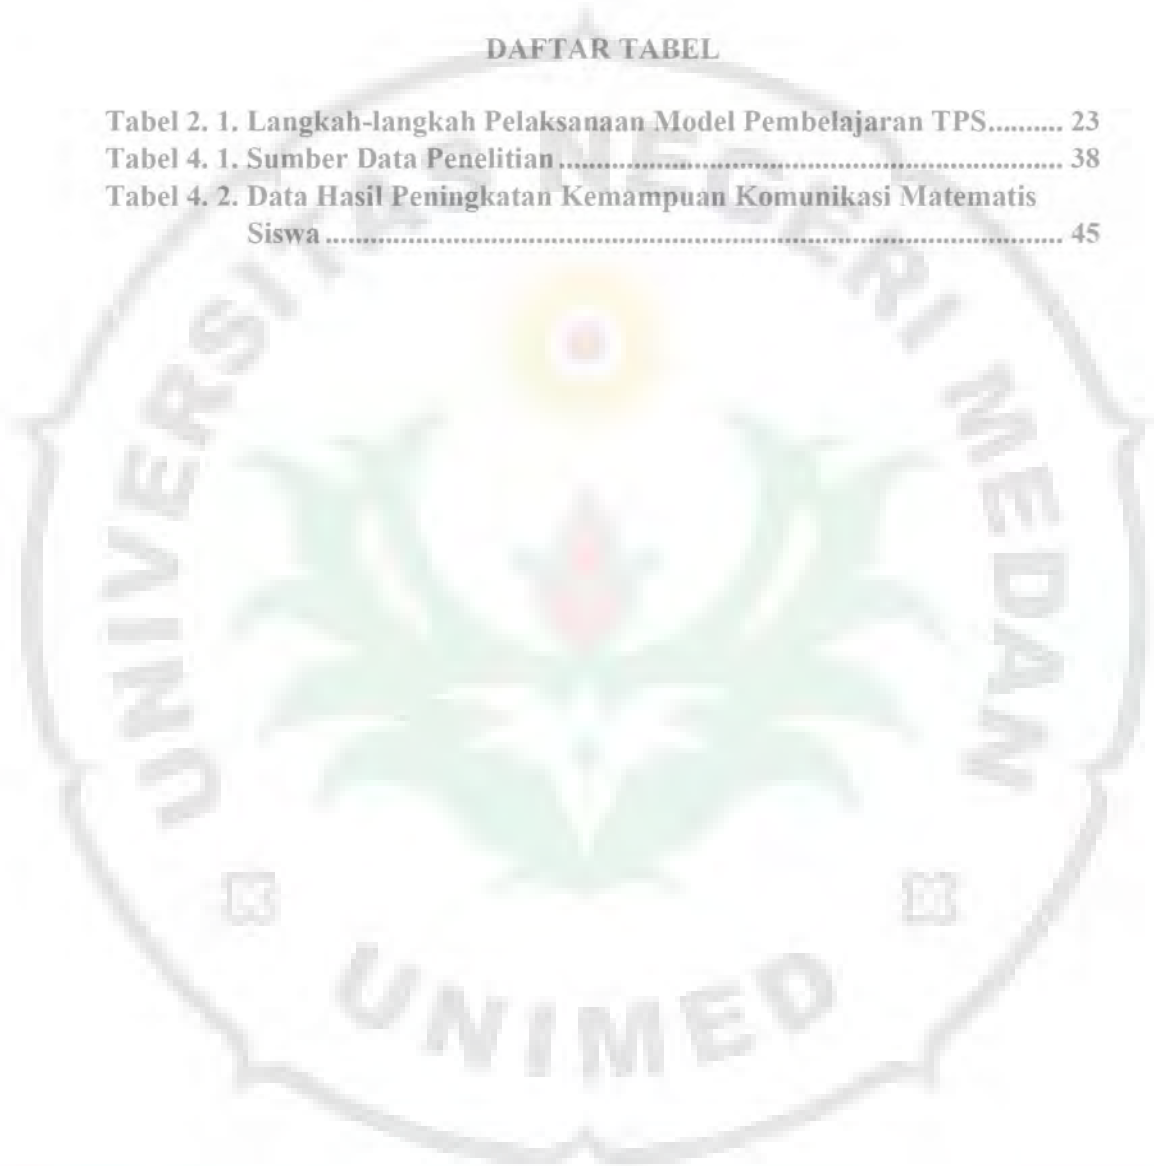 DAFTAR TABEL
Tabel 2. 1. Langkah-langkah Pelaksanaan Model Pembelajaran TPS.......... 23
Tabel 4. 1. Sumber Data Penelitian .................................................................... 38
Tabel 4. 2. Data Hasil Peningkatan Kemampuan Komunikasi Matematis
Siswa .................................................................................................... 45
UNIVERSITAS NEGERI MEDAN
UNIMED